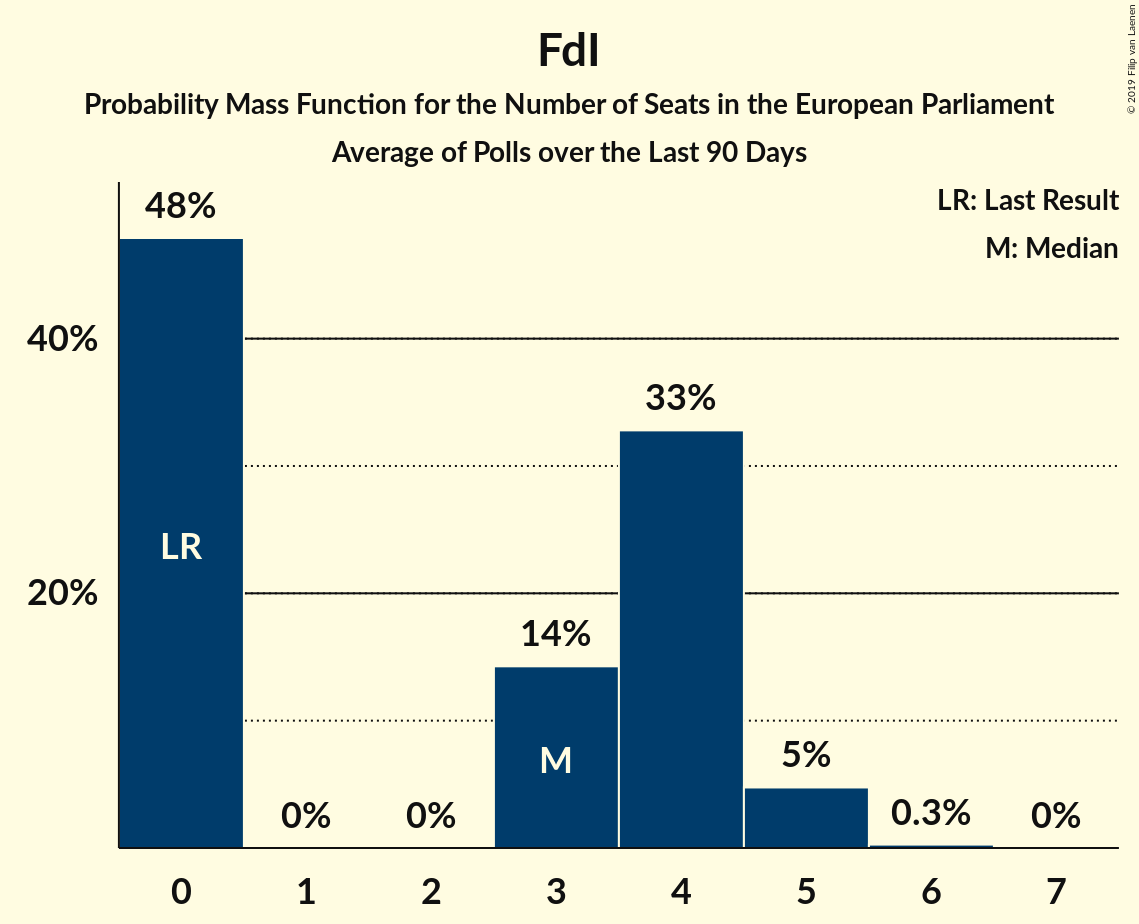 FdI
Probability Mass Function for the Number of Seats in the European Parliament
Average of Polls over the Last 90 Days
© 2019 Filip van Laenen
LR: Last Result
M: Median
48%
40%
33%
LR
20%
14%
M
5%
0%
0%
0.3%
0%
0 1 2 3 4 5 6 7